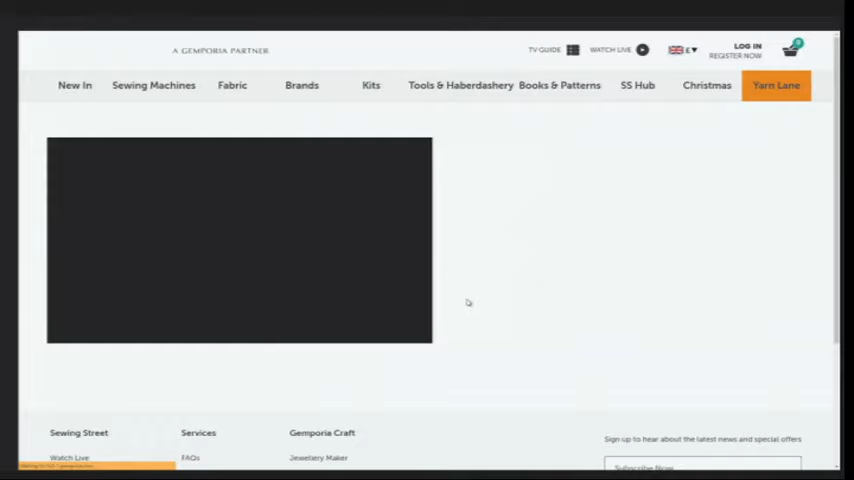 A GEMPORIA PARTNER
TV GUIDE
WATCH LIVE
£
LOG IN
REGISTER NOW
0
New In Sewing Machines Fabric Brands Kits Tools & Haberdashery Books & Patterns SS Hub Christmas Yarn Lane
Sewing Street Services Gemporia Craft
Sign up to hear about the latest news and special offers
Watch Live FAQs Jewellery Maker
Subscribe Now